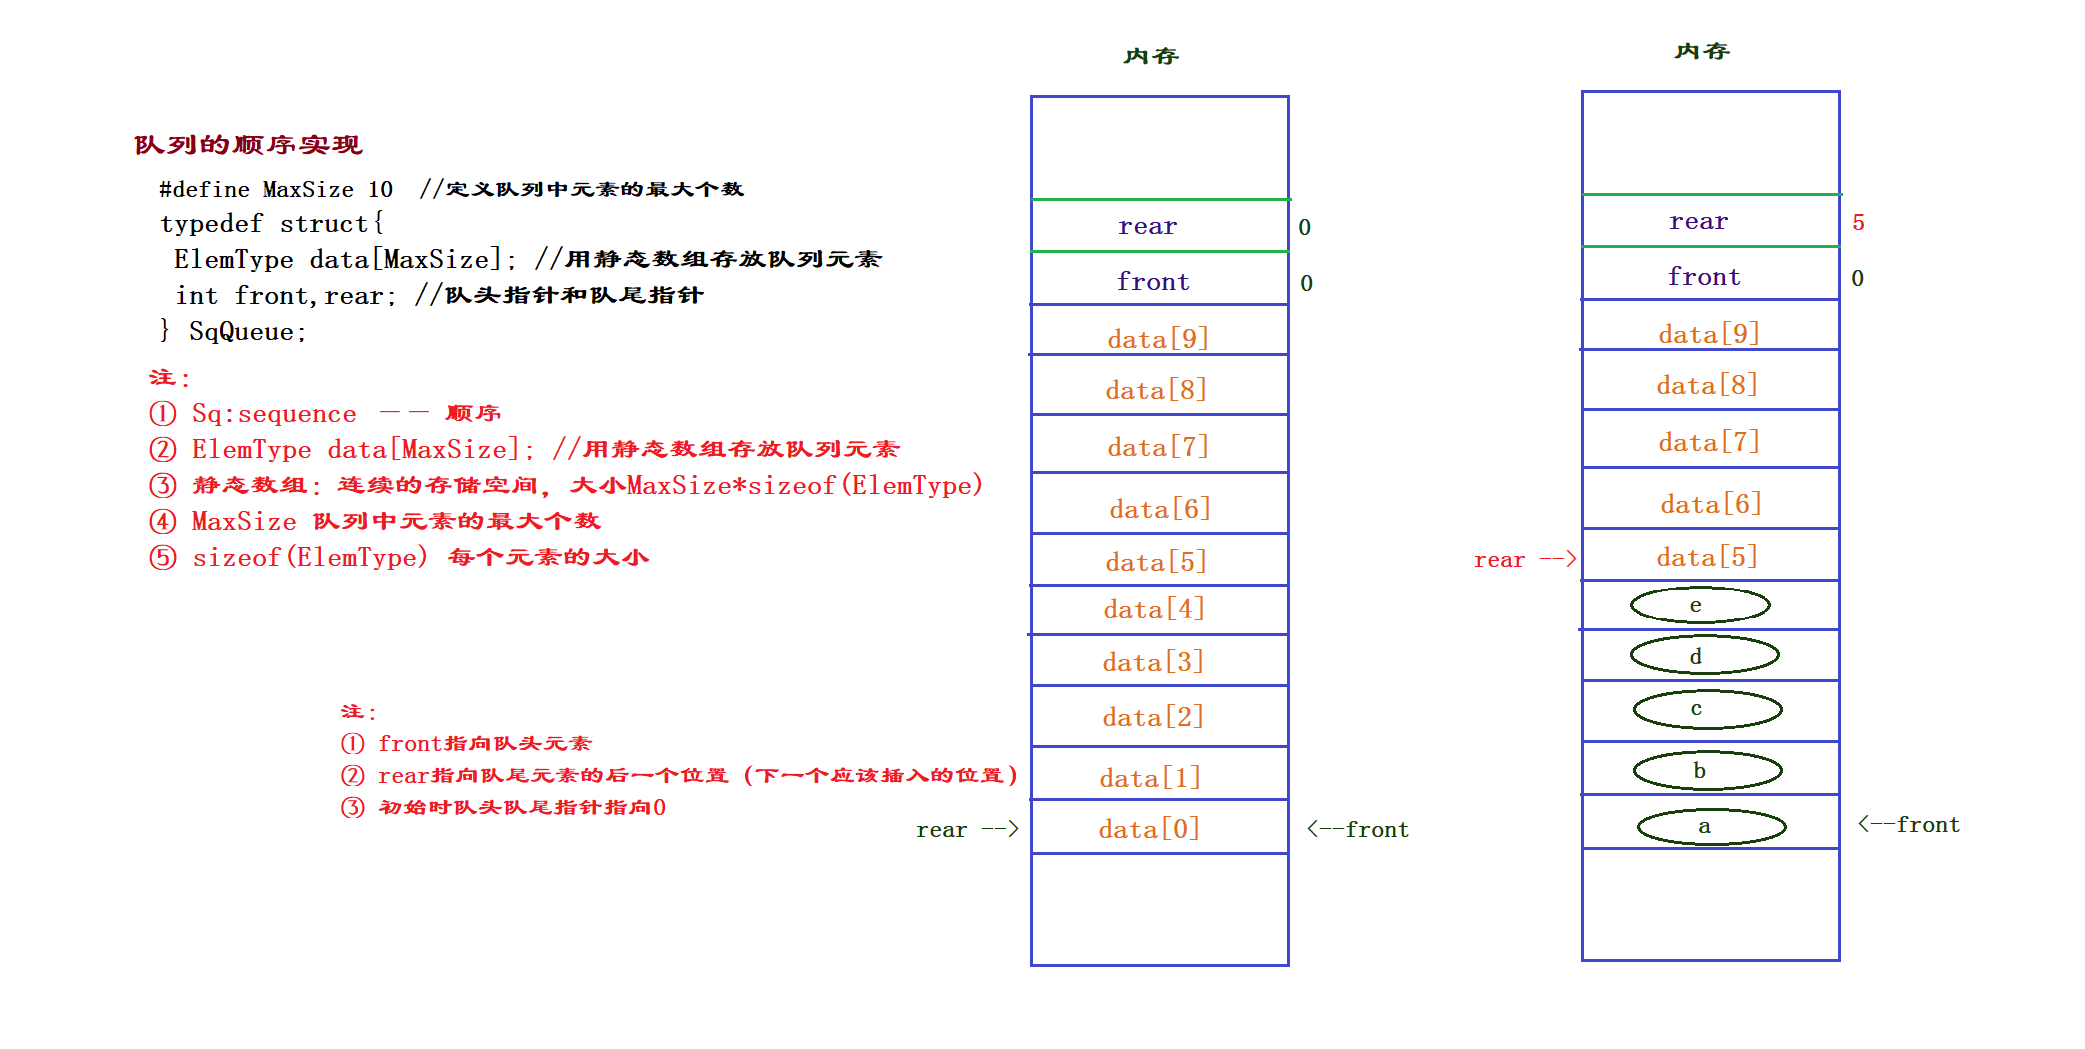 队列的顺序实现
#define MaxSize 10  //定义队列中元素的最大个数
typedef struct{
ElemType data[MaxSize]; //用静态数组存放队列元素
int front,rear; //队头指针和队尾指针
} SqQueue;
注:
① Sq:sequence —— 顺序
② ElemType data[MaxSize]; //用静态数组存放队列元素
③ 静态数组: 连续的存储空间, 大小MaxSize*sizeof(ElemType)
④ MaxSize 队列中元素的最大个数
⑤ sizeof(ElemType) 每个元素的大小
注:
① front指向队头元素
② rear指向队尾元素的后一个位置 (下一个应该插入的位置)
③ 初始时队头队尾指针指向0
内存
rear 0
front 0
data[9]
data[8]
data[7]
data[6]
data[5]
data[4]
data[3]
data[2]
data[1]
rear --> data[0] <--front
内存
rear 5
front 0
data[9]
data[8]
data[7]
data[6]
rear --> data[5]
e
d
c
b
a <--front